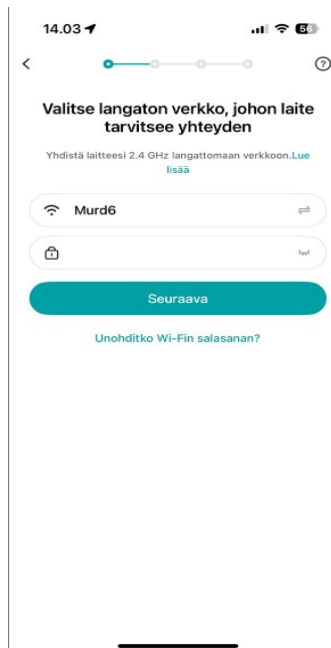 14.03
56
Valitse langaton verkko, johon laite
tarvitsee yhteyden
Yhdistä laitteesi 2.4 GHz langattomaan verkkoon.Lue
lisää
Murd6
Seuraava
Unohditko Wi-Fin salasanan?